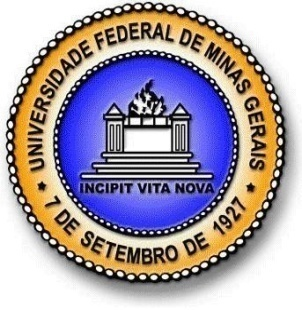 UNIVERSIDADE FEDERAL DE MINAS GERAIS
INCIPIT VITA NOVA
★ 7 DE SETEMBRO DE 1927 ★